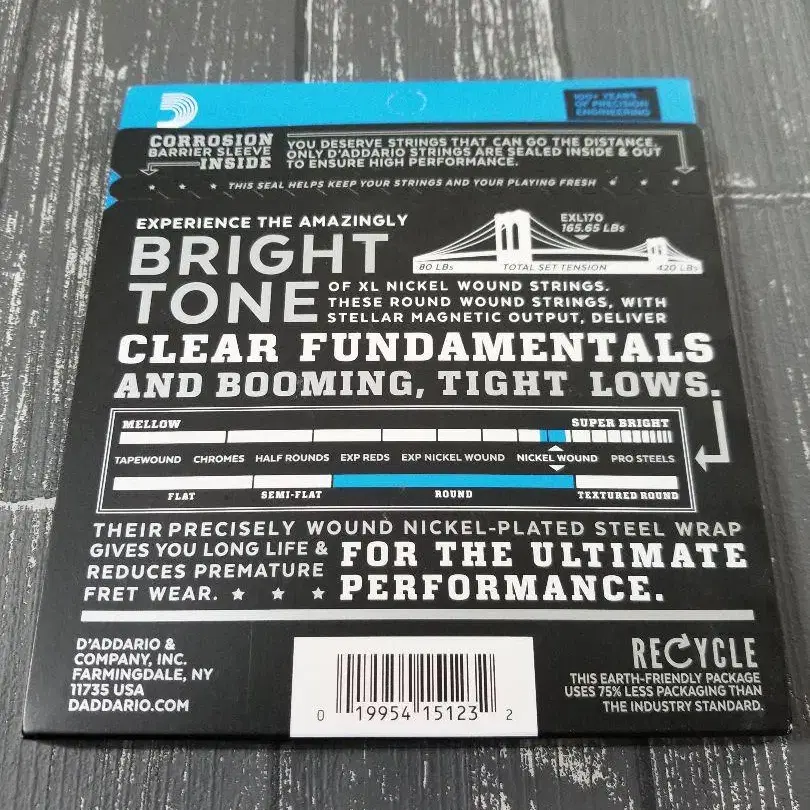 100+ YEARS
OF PRECISION
ENGINEERING
CORROSION
BARRIER SLEEVE
INSIDE
YOU DESERVE STRINGS THAT CAN GO THE DISTANCE.
ONLY D'ADDARIO STRINGS ARE SEALED INSIDE & OUT
TO ENSURE HIGH PERFORMANCE.
THIS SEAL HELPS KEEP YOUR STRINGS AND YOUR PLAYING FRESH
EXPERIENCE THE AMAZINGLY
BRIGHT
TONE
EXL170
165.65 LBs
80 LBs TOTAL SET TENSION 420 LBs
OF XL NICKEL WOUND STRINGS.
THESE ROUND WOUND STRINGS, WITH
STELLAR MAGNETIC OUTPUT, DELIVER
CLEAR FUNDAMENTALS
AND BOOMING, TIGHT LOWS.
MELLOW SUPER BRIGHT
TAPEWOUND CHROMES HALF ROUNDS EXP REDS EXP NICKEL WOUND NICKEL WOUND PRO STEELS
FLAT SEMI-FLAT ROUND TEXTURED ROUND
THEIR PRECISELY WOUND NICKEL-PLATED STEEL WRAP
GIVES YOU LONG LIFE &
REDUCES PREMATURE
FRET WEAR.
FOR THE ULTIMATE
PERFORMANCE.
D'ADDARIO &
COMPANY, INC.
FARMINGDALE, NY
11735 USA
DADDARIO.COM
0 19954 15123 2
RECYCLE
THIS EARTH-FRIENDLY PACKAGE
USES 75% LESS PACKAGING THAN
THE INDUSTRY STANDARD.